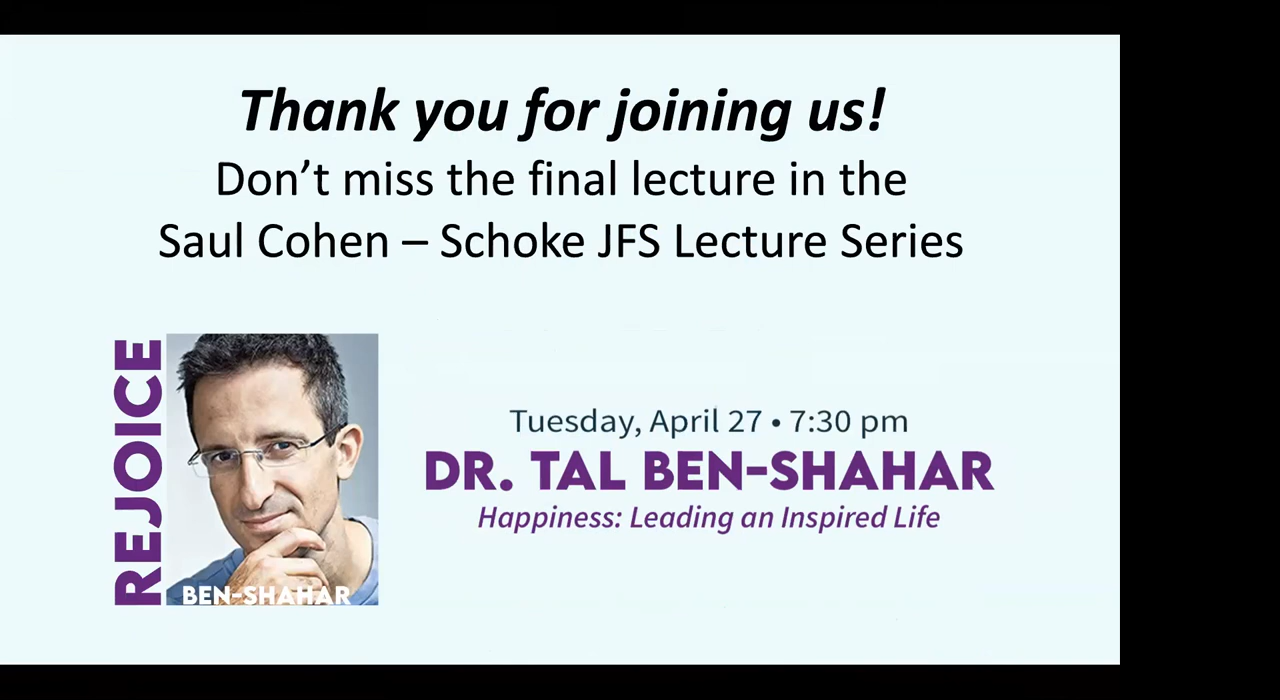 Thank you for joining us!
Don’t miss the final lecture in the
Saul Cohen – Schoke JFS Lecture Series
REJOICE
BEN-SHAHAR
Tuesday, April 27 • 7:30 pm
DR. TAL BEN-SHAHAR
Happiness: Leading an Inspired Life